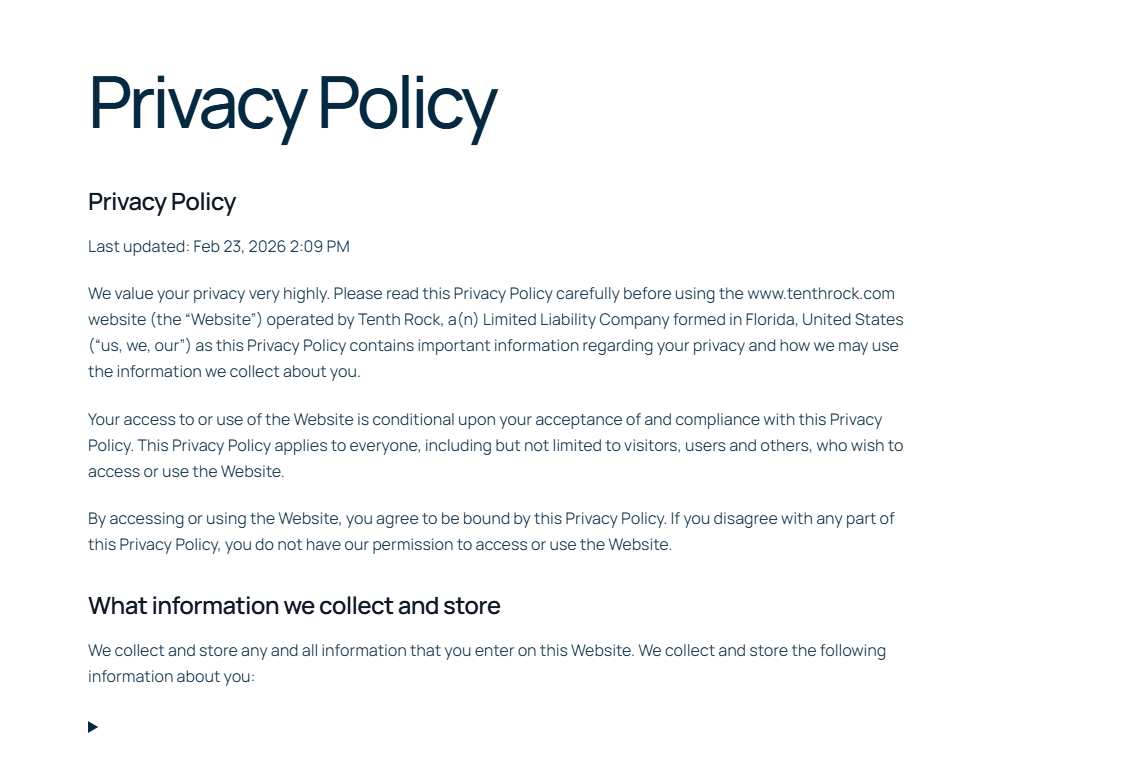 Privacy Policy
Privacy Policy
Last updated: Feb 23, 2026 2:09 PM
We value your privacy very highly. Please read this Privacy Policy carefully before using the www.tenthrock.com
website (the “Website”) operated by Tenth Rock, a(n) Limited Liability Company formed in Florida, United States
(“us, we, our”) as this Privacy Policy contains important information regarding your privacy and how we may use
the information we collect about you.
Your access to or use of the Website is conditional upon your acceptance of and compliance with this Privacy
Policy. This Privacy Policy applies to everyone, including but not limited to visitors, users and others, who wish to
access or use the Website.
By accessing or using the Website, you agree to be bound by this Privacy Policy. If you disagree with any part of
this Privacy Policy, you do not have our permission to access or use the Website.
What information we collect and store
We collect and store any and all information that you enter on this Website. We collect and store the following
information about you: